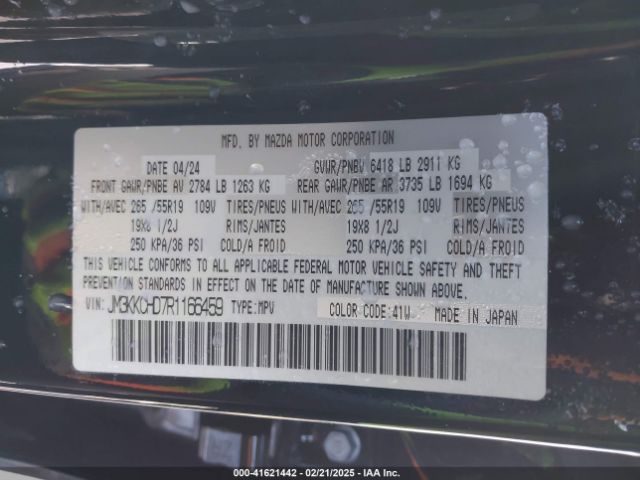 MFD. BY MAZDA MOTOR CORPORATION
DATE 04/24 GVWR/PNBV 6418 LB 2911 KG
FRONT GAWR/PNBE AV 2784 LB 1263 KG REAR GAWR/PNBE AR 3735 LB 1694 KG
WITH/AVEC 265 /55R19 109V TIRES/PNEUS WITH/AVEC 265 /55R19 109V TIRES/PNEUS
19X8 1/2J RIMS/JANTES 19X8 1/2J RIMS/JANTES
250 KPA/36 PSI COLD/A FROID 250 KPA/36 PSI COLD/A FROID
THIS VEHICLE CONFORMS TO ALL APPLICABLE FEDERAL MOTOR VEHICLE SAFETY AND THEFT
PREVENTION STANDARDS IN EFFECT ON THE DATE OF MANUFACTURE SHOWN ABOVE.
VIN: JM3KKCHD7R1166459 TYPE:MPV COLOR CODE:41W MADE IN JAPAN
000-41621442 - 02/21/2025 - IAA Inc.